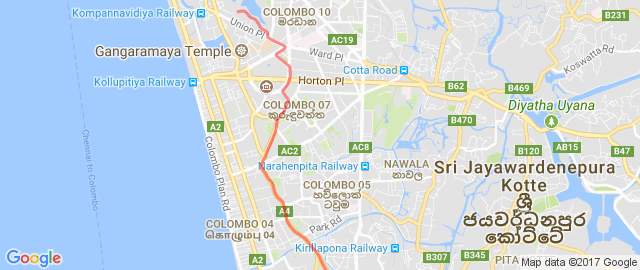 Kompannavidiya Railway
COLOMBO 10
මරදාන
Union Pl
AC19
B231
Koswatta Rd
Ward Pl
Gangaramaya Temple
Cotta Road
Kollupitiya Railway
Horton Pl
B62
B469
COLOMBO 07
කුරුඳුවත්ත
Diyatha Uyana
A2
B470
Chennai to Colombo
Colombo Plan Rd
AC2
AC8
B120
AB15
B47
Narahenpita Railway
NAWALA
නාවල
Sri Jayawardenepura
Kotte
ශ්‍රී
ජයවර්ධනපුර
කෝට්ටේ
COLOMBO 05
හැව්ලොක්
ටවුම
A4
Park Rd
COLOMBO 04
கொழும்பு 04
Kirillapona Railway
A2
B307
B345
PITA
Google
Map data ©2017 Google